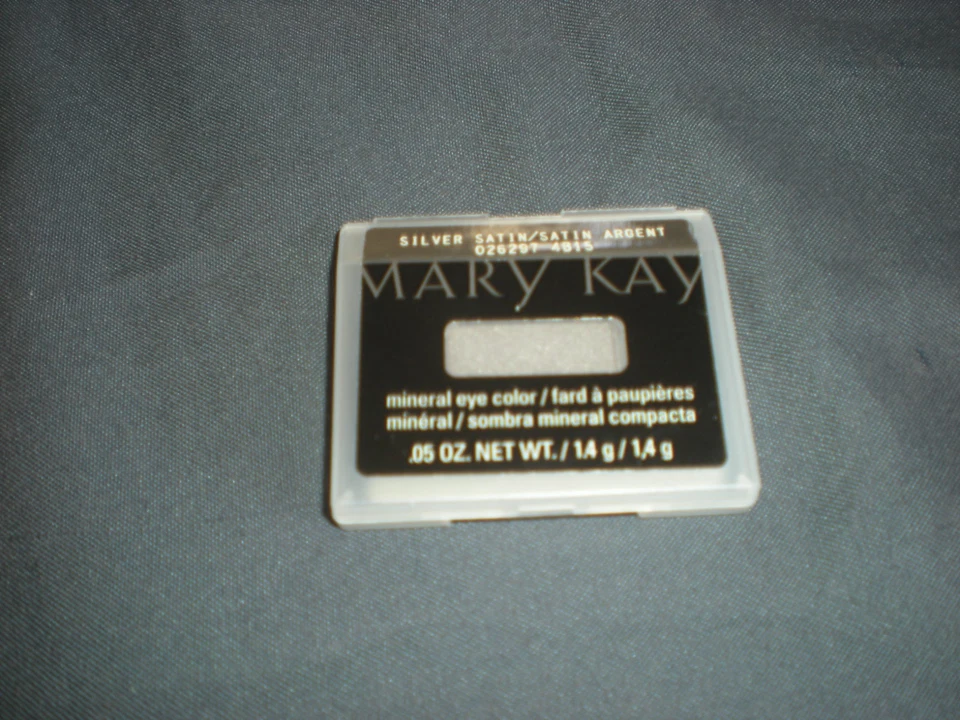 SILVER SATIN/SATIN ARGENT
026297 4815
MARY KAY
mineral eye color / fard à paupières
minéral / sombra mineral compacta
.05 OZ. NET WT. / 1.4 g / 1,4 g